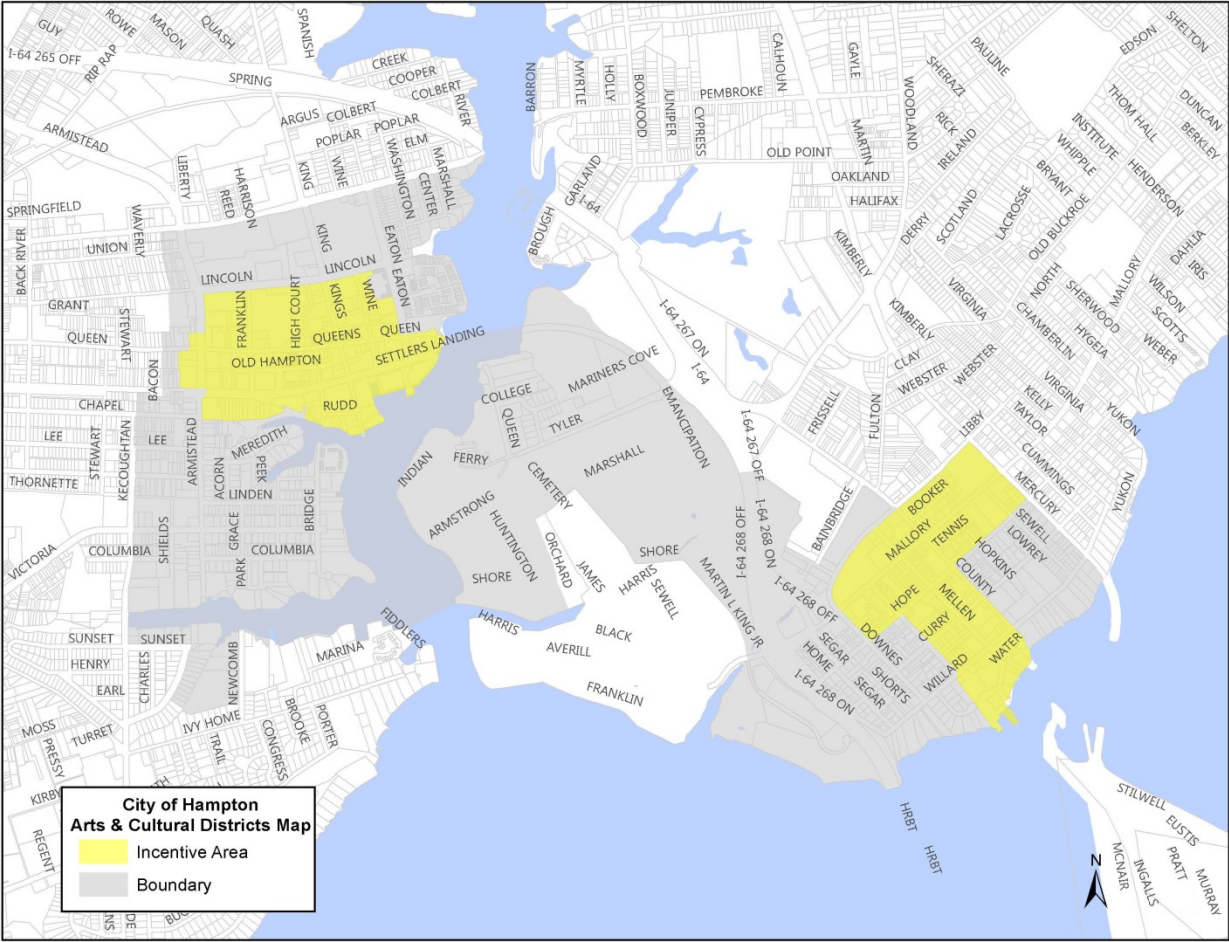 GUY
ROWE
MASON
QUASH
SPANISH
I-64 265 OFF
RIP RAP
SPRING
CREEK
COOPER
COLBERT
RIVER
ARGUS
COLBERT
POPLAR
POPLAR
ELM
ARMISTEAD
KING
WINE
WASHINGTON
CENTER
MARSHALL
LIBERTY
REED
HARRISON
SPRINGFIELD
WAVERLY
BACK RIVER
UNION
KING
EATON
EATON
LINCOLN
LINCOLN
GRANT
FRANKLIN
HIGH COURT
KINGS
WINE
QUEEN
STEWART
QUEENS
QUEEN
OLD HAMPTON
SETTLERS LANDING
BACON
CHAPEL
RUDD
LEE
STEWART
KECOUGHTAN
LEE
ARMISTEAD
MEREDITH
ACORN
PEEK
THORNETTE
LINDEN
BRIDGE
GRACE
VICTORIA
COLUMBIA
SHIELDS
COLUMBIA
PARK
SUNSET
SUNSET
HENRY
EARL
CHARLES
NEWCOMB
MARINA
FIDDLERS
MOSS
TURRET
PRESSY
IVY HOME
TRAIL
CONGRESS
BROOKE
PORTER
KIRBY
REGENT
BARRON
MYRTLE
HOLLY
BOXWOOD
JUNIPER
CYPRESS
PEMBROKE
CALHOUN
GAYLE
WOODLAND
MARTIN
OLD POINT
OAKLAND
HALIFAX
GARLAND
I-64
BROUGH
KIMBERLY
DERRY
SHERAZI
PAULINE
RICK
IRELAND
SCOTLAND
LACROSSE
EDSON
SHELTON
THOM HALL
DUNCAN
BERKLEY
INSTITUTE
WHIPPLE
BRYANT
HENDERSON
OLD BUCKROE
DAHLIA
IRIS
NORTH
MALLORY
SHERWOOD
WILSON
SCOTTS
HYGEIA
WEBER
VIRGINIA
CHAMBERLIN
KIMBERLY
CLAY
WEBSTER
WEBSTER
VIRGINIA
KELLY
TAYLOR
YUKON
LIBBY
CUMMINGS
MERCURY
YUKON
I-64 267 ON
I-64
COLLEGE
MARINERS COVE
QUEEN
TYLER
EMANCIPATION
FRISSELL
FULTON
I-64 267 OFF
INDIAN
FERRY
CEMETERY
MARSHALL
ARMSTRONG
HUNTINGTON
I-64 268 OFF
I-64 268 ON
BAINBRIDGE
BOOKER
MALLORY
TENNIS
SEWELL
LOWREY
HOPKINS
COUNTY
SHORE
ORCHARD
JAMES
SHORE
HARRIS
SEWELL
MARTIN L KING JR
I-64 268 OFF
HOPE
MELLEN
CURRY
WATER
DOWNES
HARRIS
BLACK
AVERILL
FRANKLIN
SEGAR
HOME
SHORTS
SEGAR
WILLARD
I-64 268 ON
HRBT
HRBT
STILWELL
EUSTIS
PRATT
MCNAIR
INGALLS
MURRAY
N
City of Hampton
Arts & Cultural Districts Map
Incentive Area
Boundary